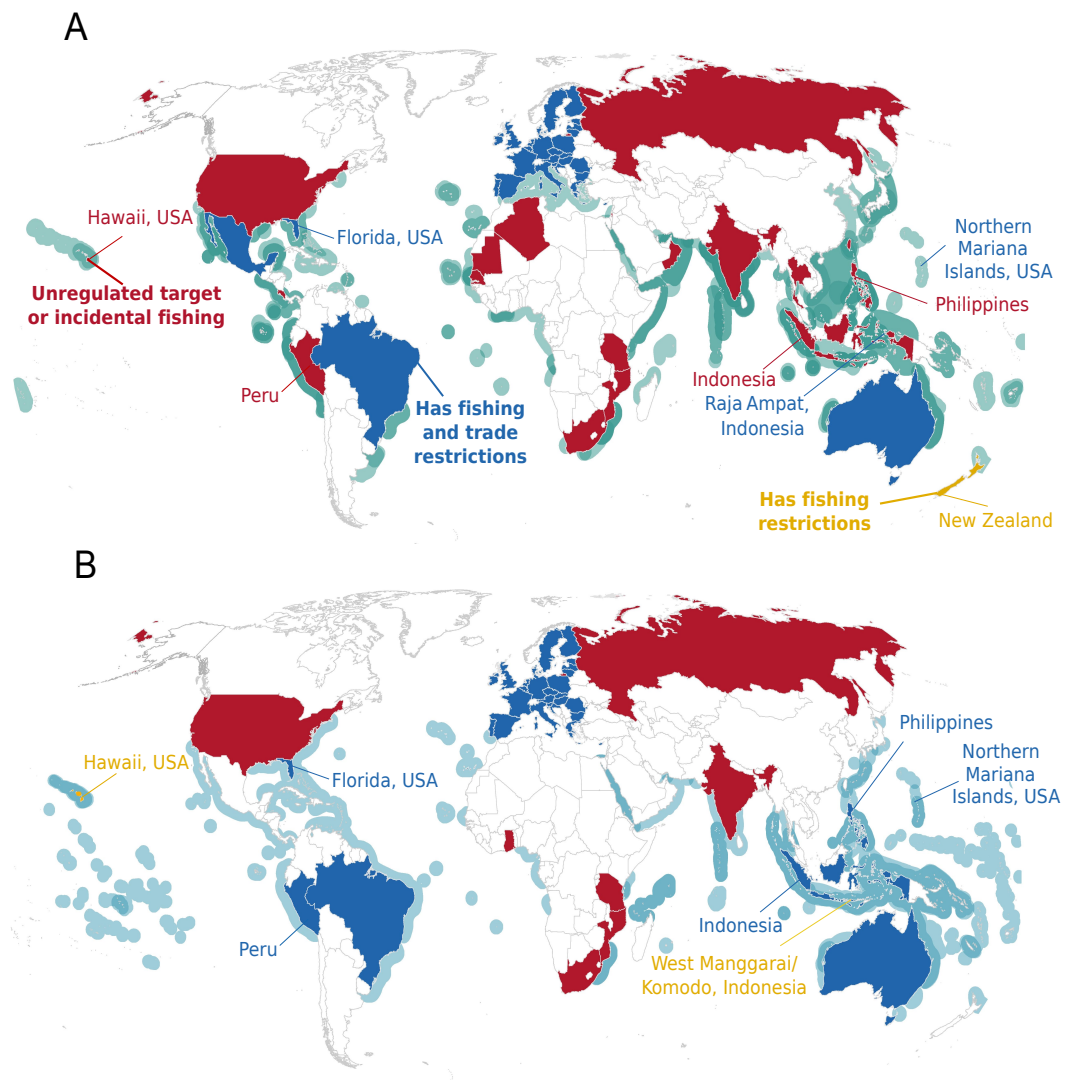 A
Hawaii, USA
Florida, USA
Northern
Mariana
Islands, USA
Unregulated target
or incidental fishing
Philippines
Peru
Indonesia
Raja Ampat,
Indonesia
Has fishing
and trade
restrictions
Has fishing
restrictions
New Zealand
B
Philippines
Northern
Mariana
Islands, USA
Hawaii, USA
Florida, USA
Indonesia
Peru
West Manggarai/
Komodo, Indonesia